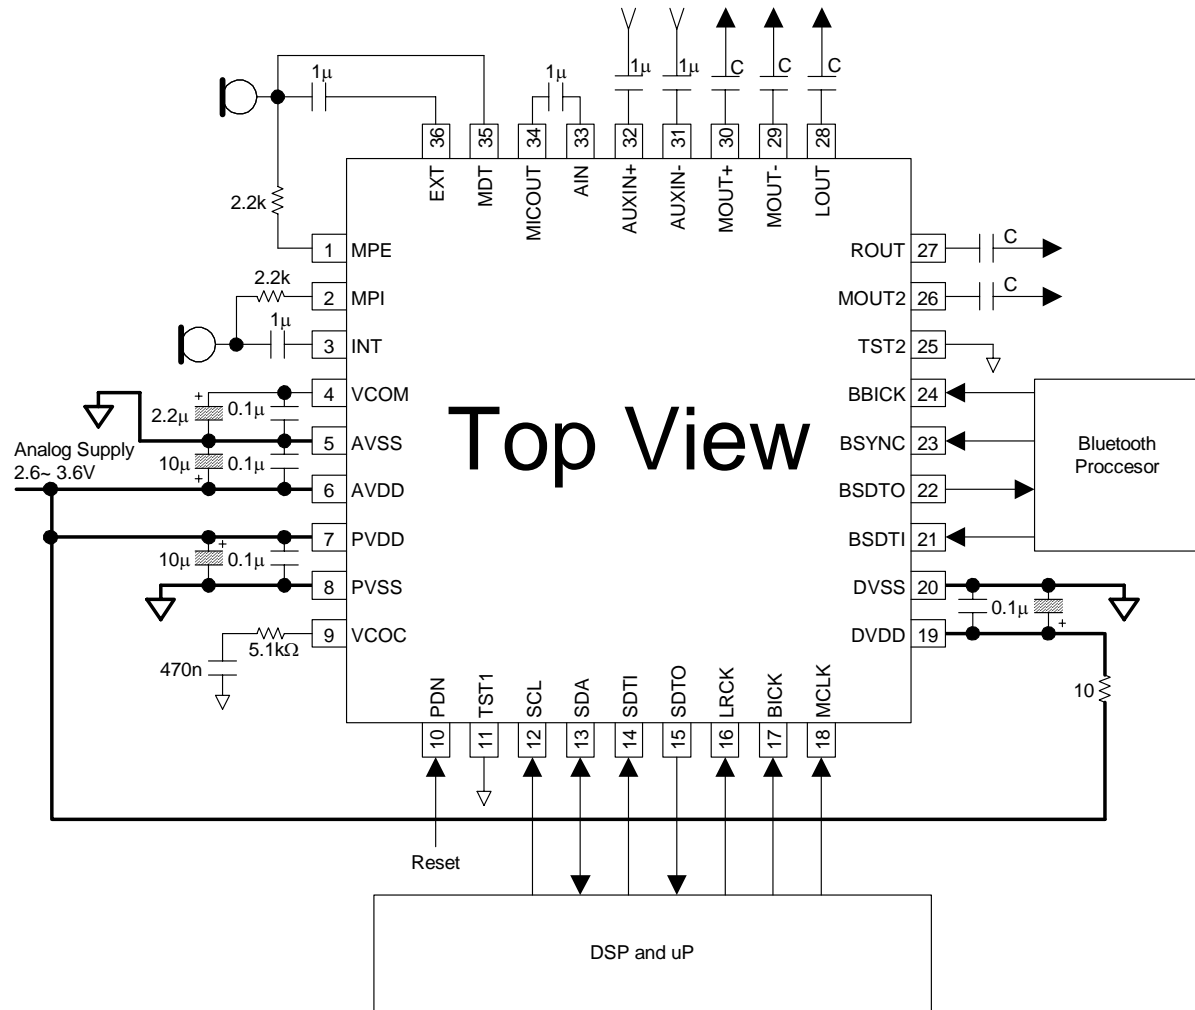 1μ
1μ
1μ
1μ
C
C
C
36
35
34
33
32
31
30
29
28
EXT
MDT
MICOUT
AIN
AUXIN+
AUXIN-
MOUT+
MOUT-
LOUT
2.2k
1 MPE
ROUT 27
C
2.2k
2 MPI
MOUT2 26
C
1μ
3 INT
TST2 25
+
2.2μ
0.1μ
4 VCOM
BBICK 24
Top View
5 AVSS
BSYNC 23
Bluetooth
Proccesor
Analog Supply
2.6~ 3.6V
10μ
+
0.1μ
6 AVDD
BSDTO 22
7 PVDD
BSDTI 21
10μ
+
0.1μ
8 PVSS
DVSS 20
0.1μ
+
9 VCOC
DVDD 19
5.1kΩ
470n
10
PDN
TST1
SCL
SDA
SDTI
SDTO
LRCK
BICK
MCLK
10
11
12
13
14
15
16
17
18
Reset
DSP and uP